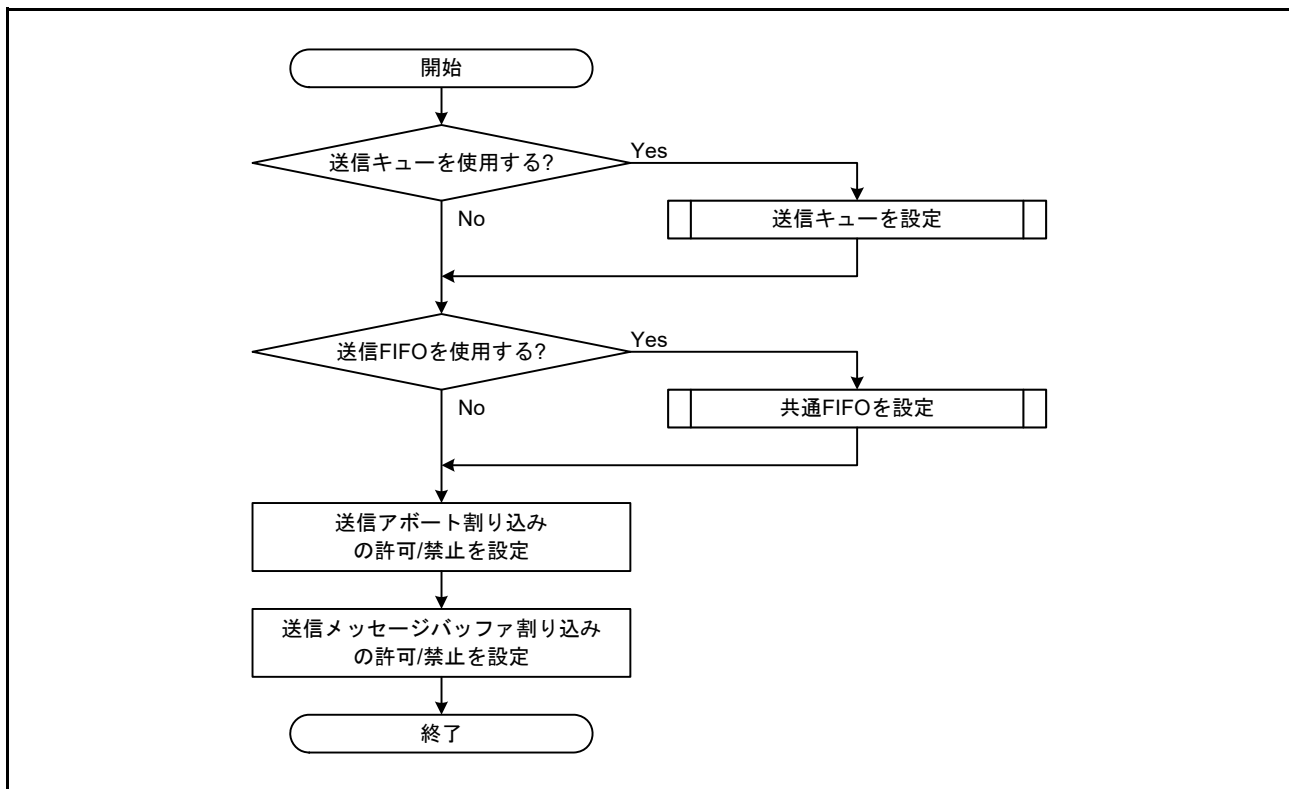 開始
送信キューを使用する?
Yes
送信キューを設定
No
送信FIFOを使用する?
Yes
共通FIFOを設定
No
送信アボート割り込み
の許可/禁止を設定
送信メッセージバッファ割り込み
の許可/禁止を設定
終了